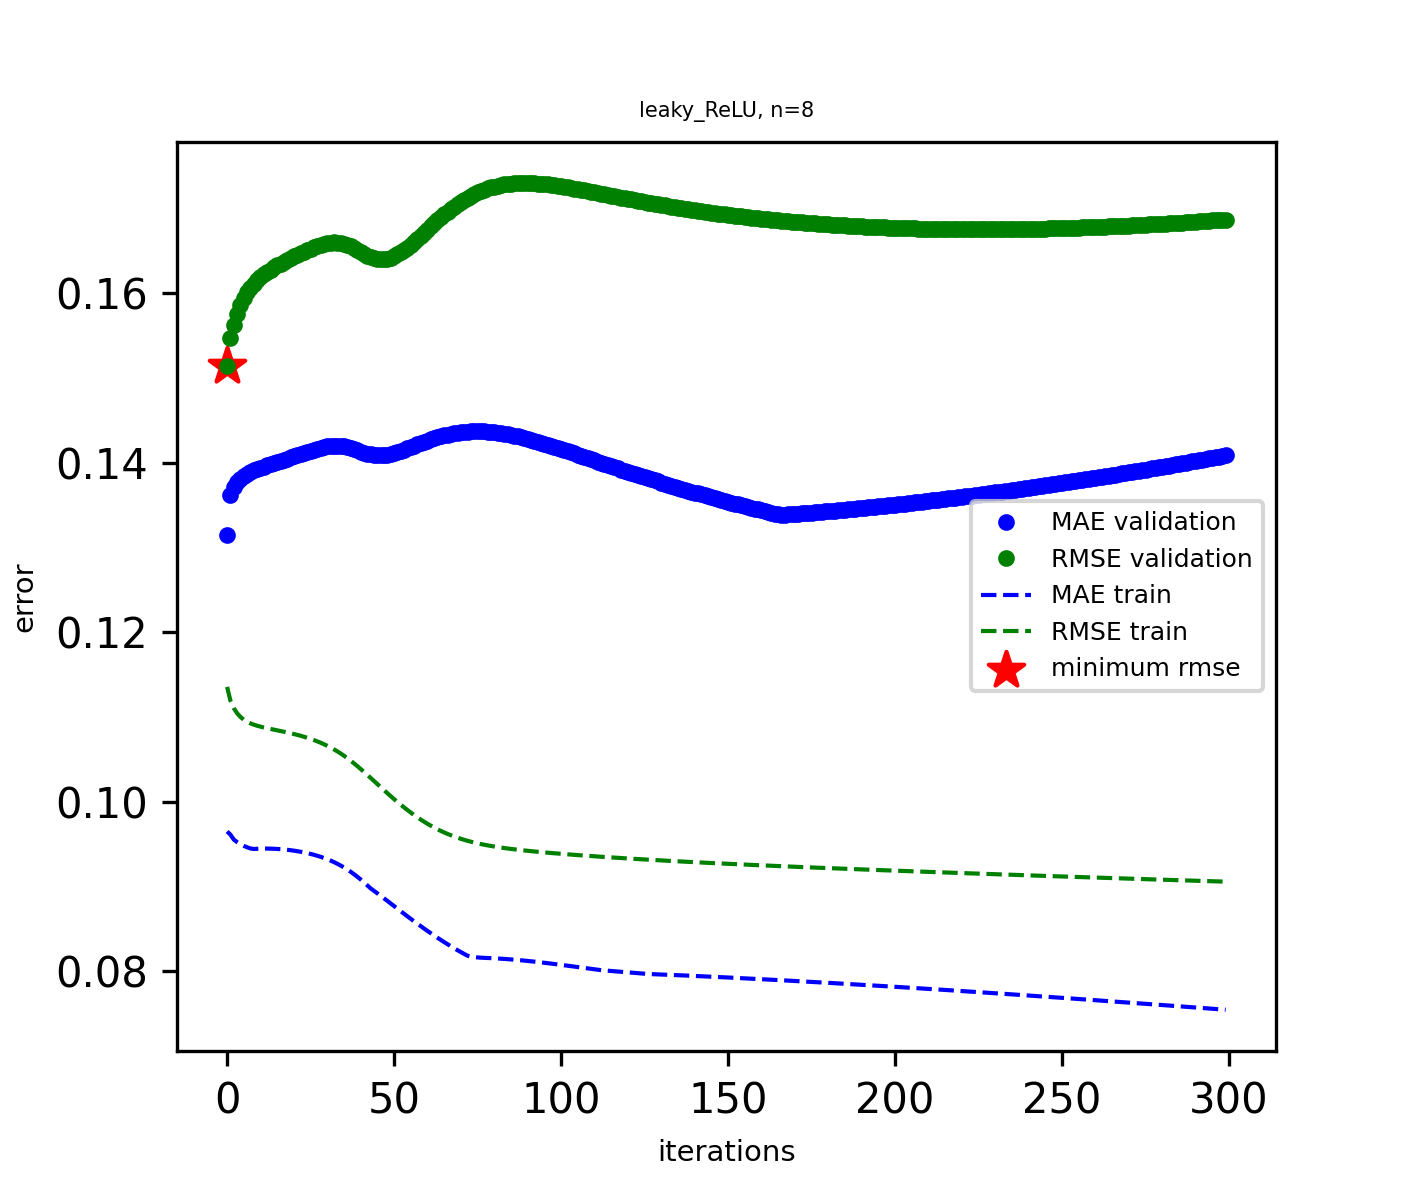 leaky_ReLU, n=8
0.16
0.14
0.12
0.10
0.08
error
MAE validation
RMSE validation
MAE train
RMSE train
minimum rmse
0 50 100 150 200 250 300
iterations